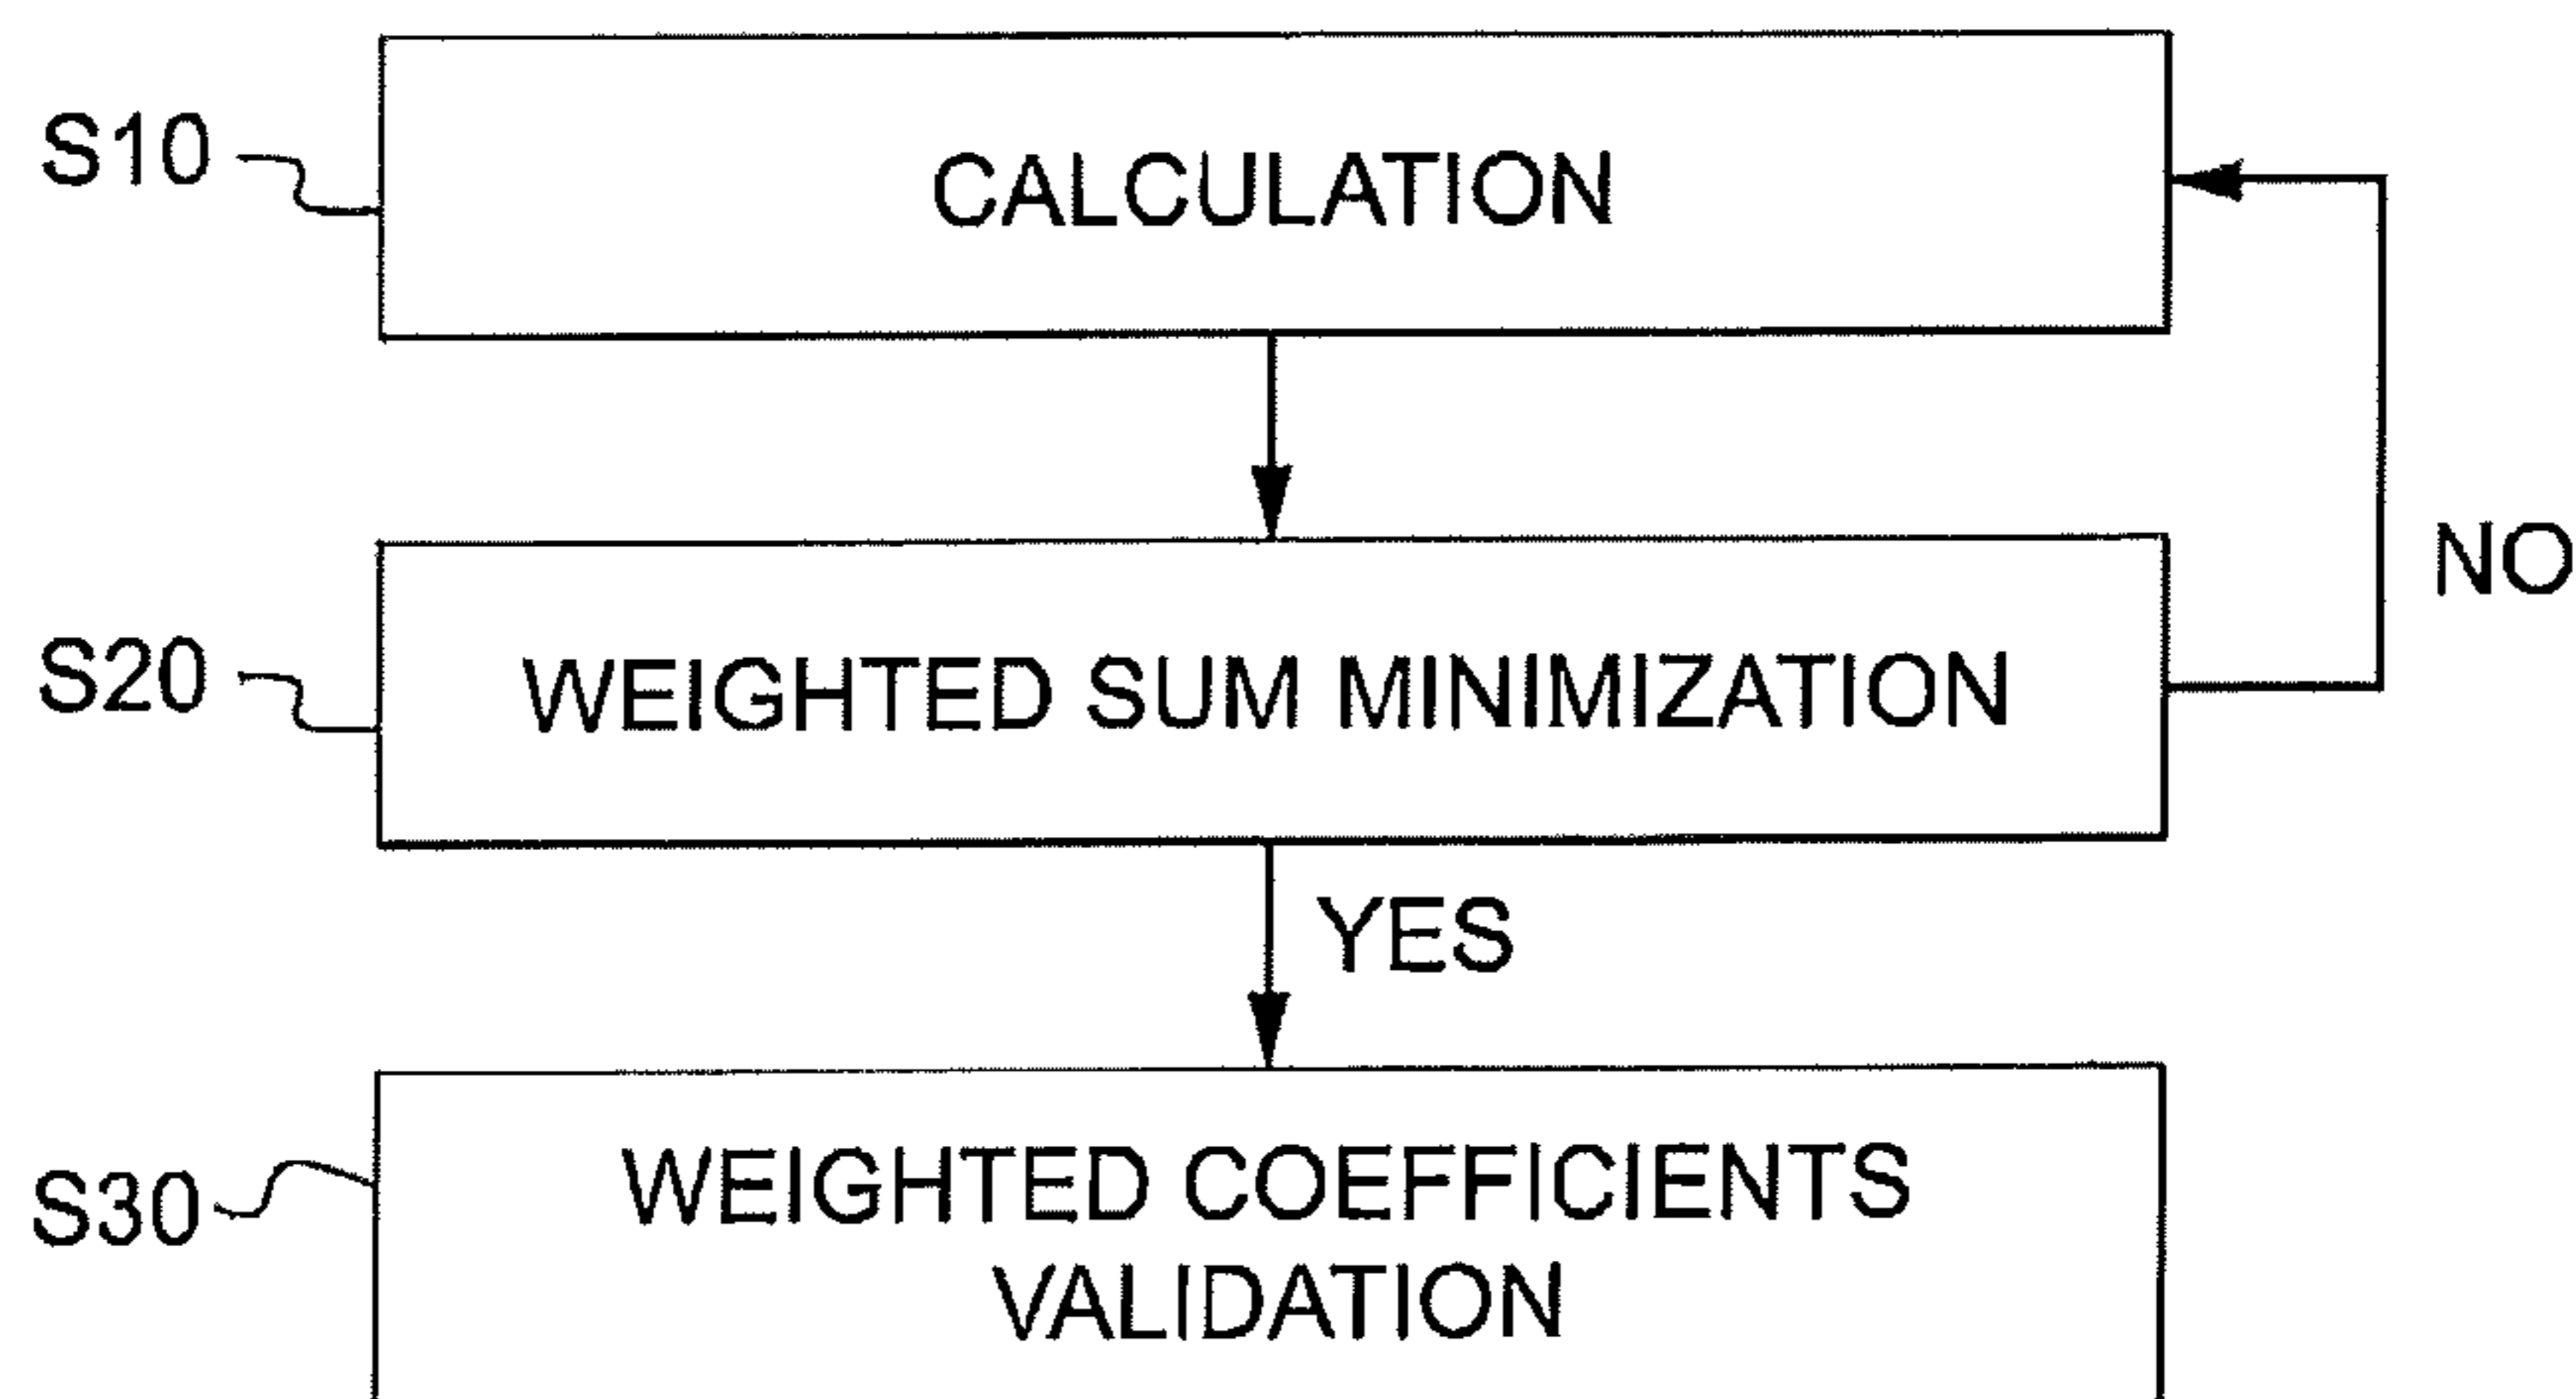 S10
CALCULATION
S20
WEIGHTED SUM MINIMIZATION
NO
YES
S30
WEIGHTED COEFFICIENTS
VALIDATION